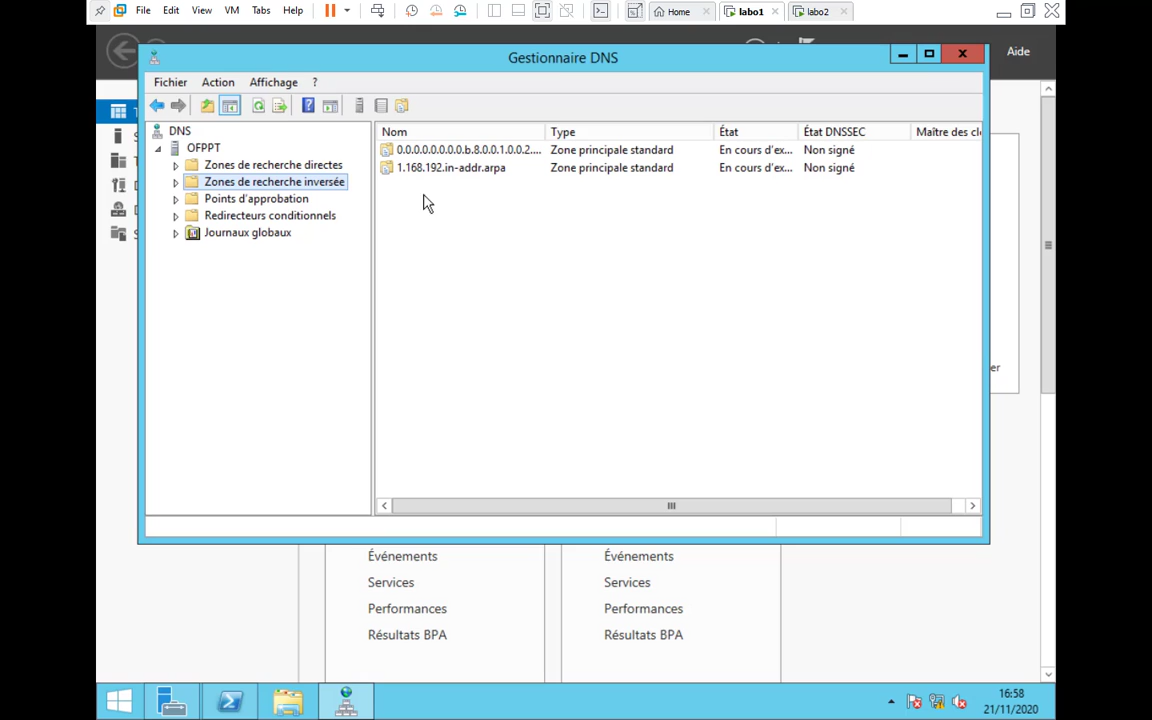 File Edit View VM Tabs Help Home labo1 labo2
Aide
Gestionnaire DNS
Fichier Action Affichage ?
DNS
OFPPT
Zones de recherche directes
Zones de recherche inversée
Points d'approbation
Redirecteurs conditionnels
Journaux globaux
Nom Type État État DNSSEC Maître des clé
0.0.0.0.0.0.0.0.b.8.0.0.1.0.0.2.... Zone principale standard En cours d'ex... Non signé
1.168.192.in-addr.arpa Zone principale standard En cours d'ex... Non signé
er
Événements Événements
Services Services
Performances Performances
Résultats BPA Résultats BPA
16:58
21/11/2020